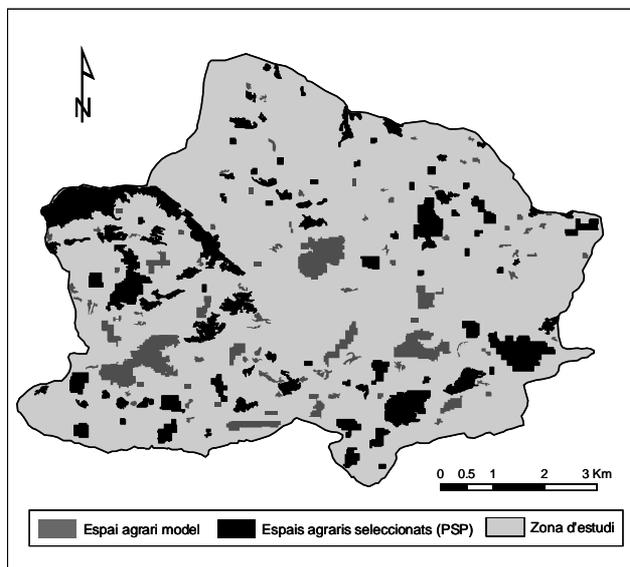 N
0 0.5 1 2 3 Km
Espai agrari model Espais agraris seleccionats (PSP) Zona d'estudi